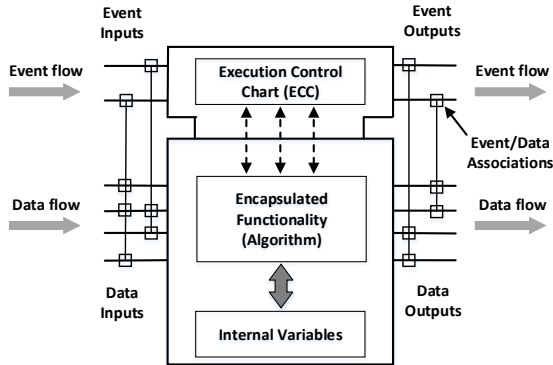 Event
Inputs
Event
Outputs
Event flow
Execution Control
Chart (ECC)
Event flow
Event/Data
Associations
Data flow
Encapsulated
Functionality
(Algorithm)
Data flow
Data
Inputs
Data
Outputs
Internal Variables